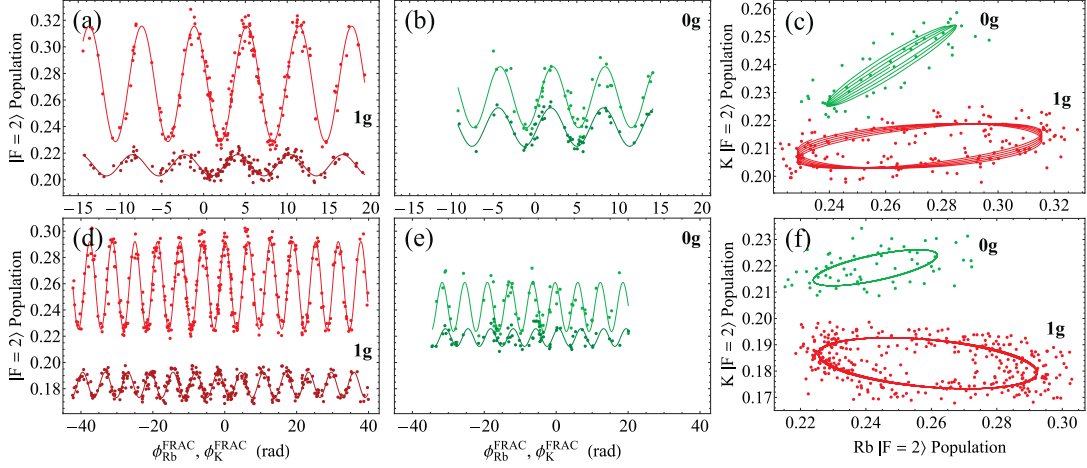 (a)
0.32
0.30
0.28
0.26
0.24
0.22
0.20
1g
−15 −10 −5 0 5 10 15 20
|F = 2⟩ Population
(b)
0g
−15 −10 −5 0 5 10 15 20
(c)
0g
1g
0.26
0.25
0.24
0.23
0.22
0.21
0.20
0.24 0.26 0.28 0.30 0.32
K |F = 2⟩ Population
(d)
0.30
0.28
0.26
0.24
0.22
0.20
0.18
1g
−40 −20 0 20 40
|F = 2⟩ Population
ϕ_Rb^FRAC, ϕ_K^FRAC (rad)
(e)
0g
−40 −20 0 20 40
ϕ_Rb^FRAC, ϕ_K^FRAC (rad)
(f)
0g
1g
0.23
0.22
0.21
0.20
0.19
0.18
0.17
0.22 0.24 0.26 0.28 0.30
K |F = 2⟩ Population
Rb |F = 2⟩ Population